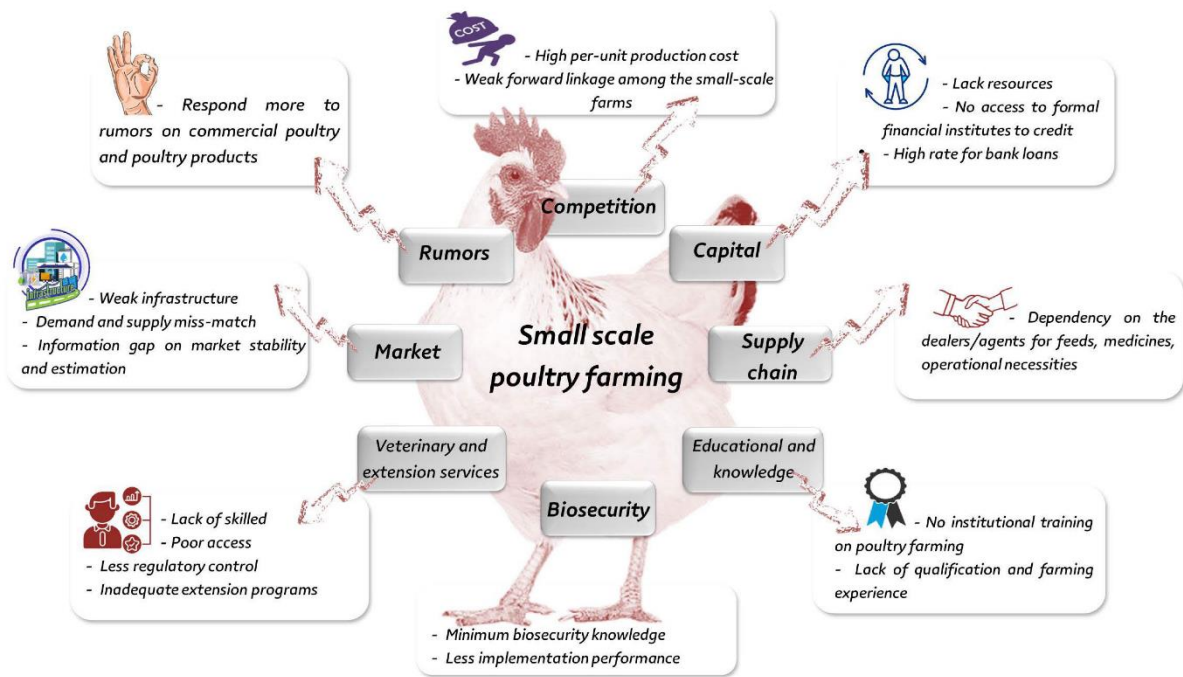 COST
- High per-unit production cost
- Weak forward linkage among the small-scale
farms
- Respond more to
rumors on commercial poultry
and poultry products
- Lack resources
- No access to formal
financial institutes to credit
- High rate for bank loans
Competition
Rumors
Capital
Infrastructure
- Weak infrastructure
- Demand and supply miss-match
- Information gap on market stability
and estimation
Market
Small scale
poultry farming
Supply
chain
- Dependency on the
dealers/agents for feeds, medicines,
operational necessities
Veterinary and
extension services
Educational and
knowledge
Biosecurity
- Lack of skilled
- Poor access
- Less regulatory control
- Inadequate extension programs
- No institutional training
on poultry farming
- Lack of qualification and farming
experience
- Minimum biosecurity knowledge
- Less implementation performance